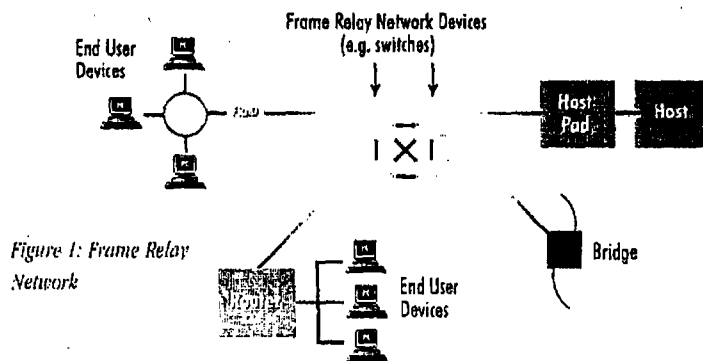 Frame Relay Network Devices
(e.g. switches)
End User
Devices
Host
Pad
Host
Bridge
Figure 1: Frame Relay
Network
Router
End User
Devices